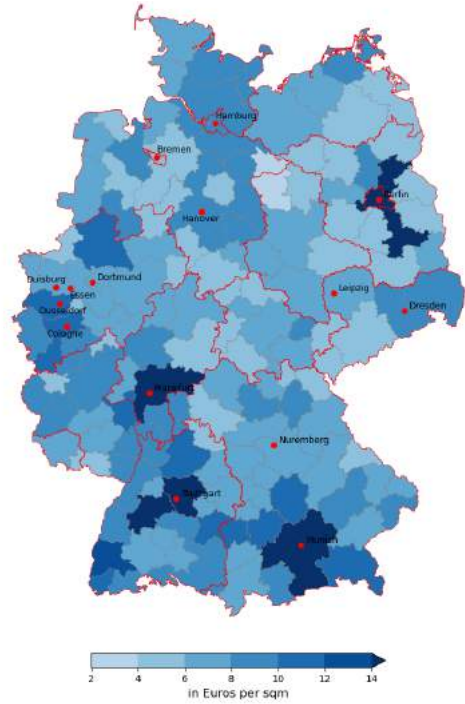 Hamburg
Bremen
Berlin
Hanover
Duisburg
Dortmund
Essen
Dusseldorf
Cologne
Leipzig
Dresden
Frankfurt
Nuremberg
Stuttgart
Munich
2 4 6 8 10 12 14
in Euros per sqm